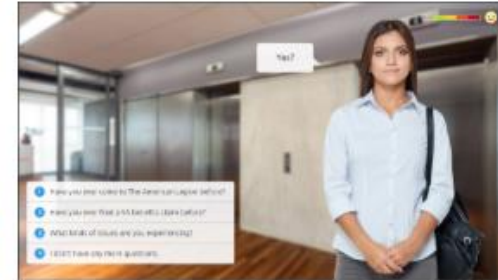 Yes?
Have you ever come to The American Legion before?
Have you ever filed a VA benefits claim before?
What kinds of issues are you experiencing?
I don't have any more questions.